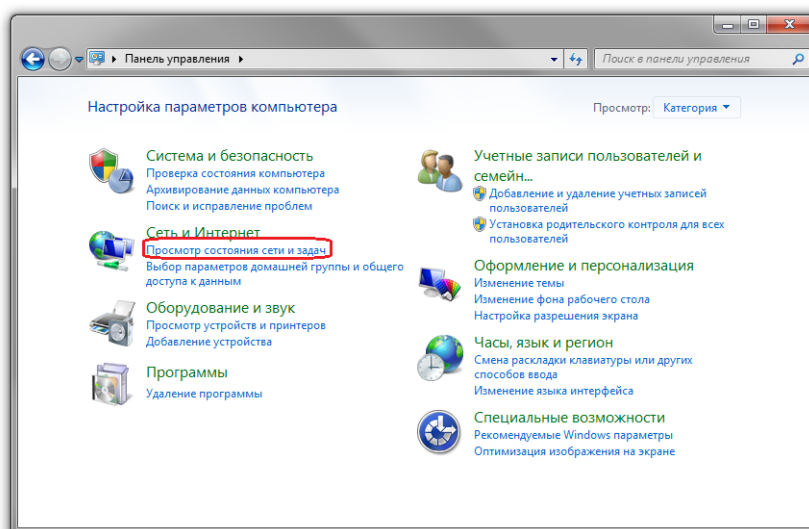 Панель управления
Поиск в панели управления
Настройка параметров компьютера
Просмотр: Категория
Система и безопасность
Проверка состояния компьютера
Архивирование данных компьютера
Поиск и исправление проблем
Сеть и Интернет
Просмотр состояния сети и задач
Выбор параметров домашней группы и общего
доступа к данным
Оборудование и звук
Просмотр устройств и принтеров
Добавление устройства
Программы
Удаление программы
Учетные записи пользователей и
семейн...
Добавление и удаление учетных записей
пользователей
Установка родительского контроля для всех
пользователей
Оформление и персонализация
Изменение темы
Изменение фона рабочего стола
Настройка разрешения экрана
Часы, язык и регион
Смена раскладки клавиатуры или других
способов ввода
Изменение языка интерфейса
Специальные возможности
Рекомендуемые Windows параметры
Оптимизация изображения на экране